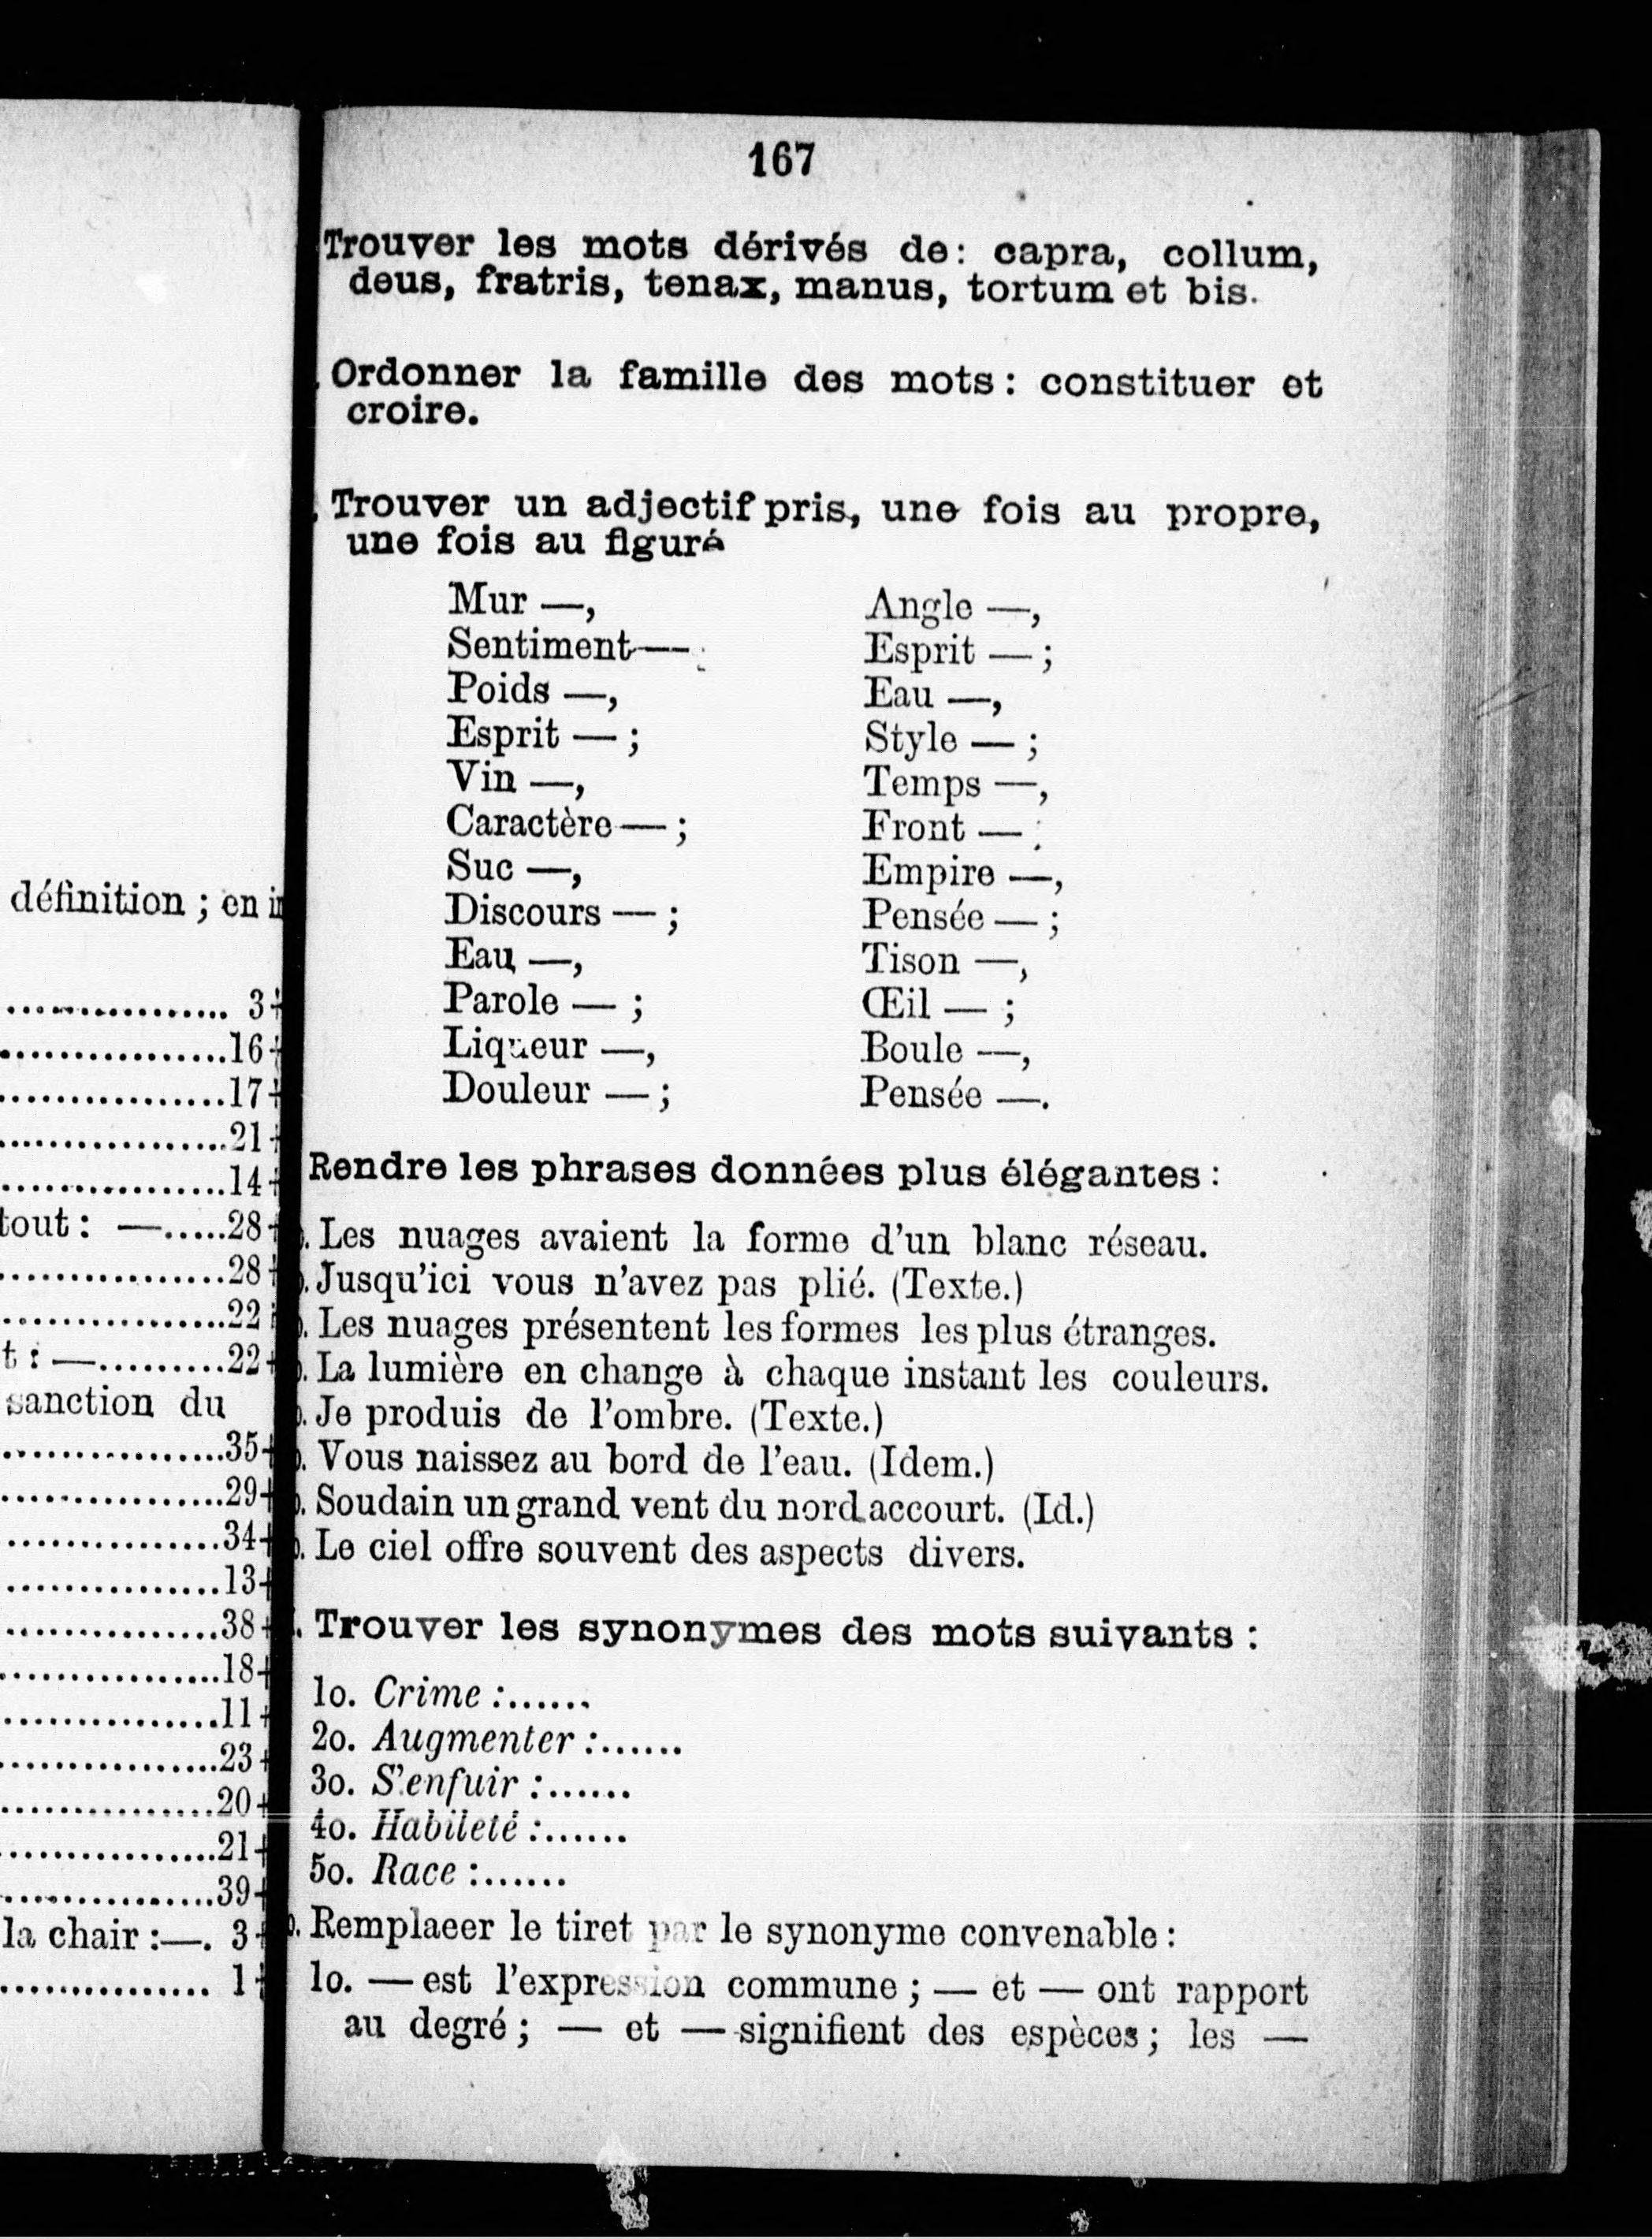 définition ; en
................ 3
.................16
.................17
.................21
.................14
tout : —.....28
.................28
.................22
t : —..........22
sanction du
.................35
.................29
................34
................13
................38
.................18
................11
.................23
................20
.................21
................39
la chair :—. 3
............... 1
167
Trouver les mots dérivés de: capra, collum,
deus, fratris, tenax, manus, tortum et bis.
Ordonner la famille des mots: constituer et
croire.
Trouver un adjectif pris, une fois au propre,
une fois au figuré
Mur —,
Sentiment— ;
Poids —,
Esprit — ;
Vin —,
Caractère — ;
Suc —,
Discours — ;
Eau —,
Parole — ;
Liqueur —,
Douleur — ;
Angle —,
Esprit — ;
Eau —,
Style — ;
Temps —,
Front — ;
Empire —,
Pensée — ;
Tison —,
Œil — ;
Boule —,
Pensée —.
Rendre les phrases données plus élégantes :
Les nuages avaient la forme d'un blanc réseau.
Jusqu'ici vous n'avez pas plié. (Texte.)
Les nuages présentent les formes les plus étranges.
La lumière en change à chaque instant les couleurs.
Je produis de l'ombre. (Texte.)
Vous naissez au bord de l'eau. (Idem.)
Soudain un grand vent du nord accourt. (Id.)
Le ciel offre souvent des aspects divers.
Trouver les synonymes des mots suivants :
1o. Crime :......
2o. Augmenter :......
3o. S'enfuir :......
4o. Habileté :......
5o. Race :......
Remplaeer le tiret par le synonyme convenable :
1o. — est l'expression commune ; — et — ont rapport
au degré ; — et — signifient des espèces ; les —